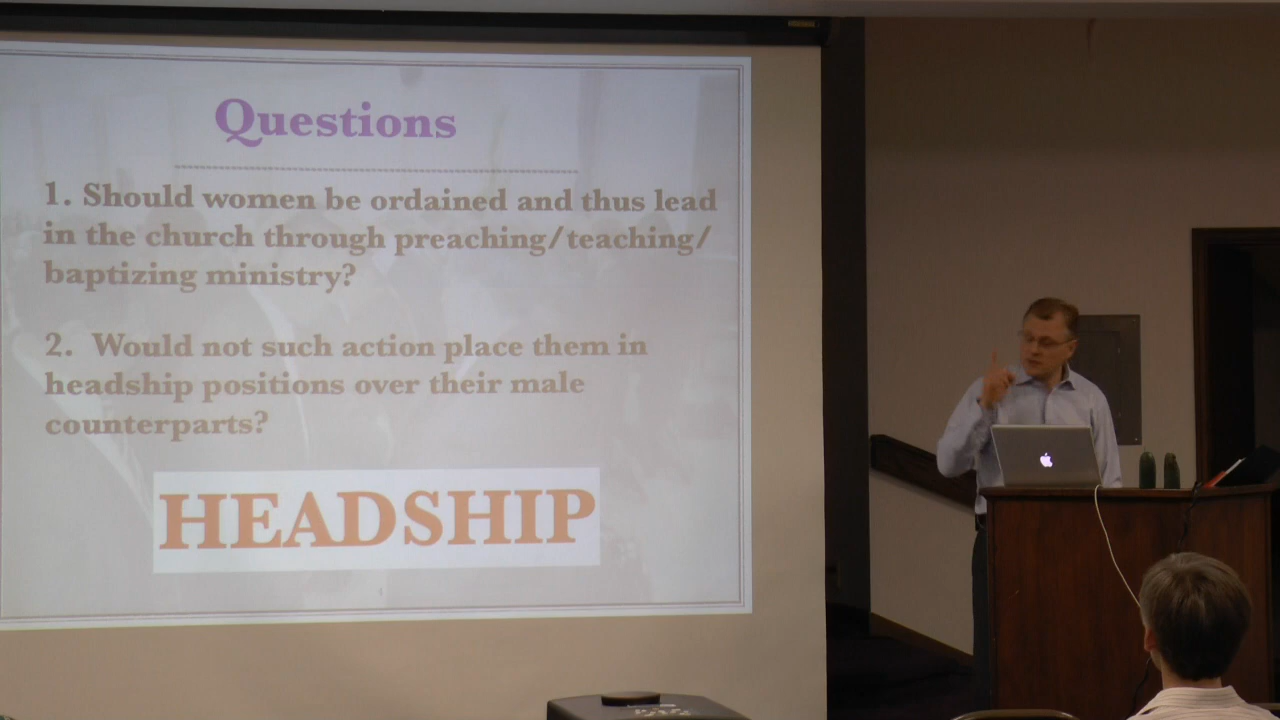 Questions
1. Should women be ordained and thus lead
in the church through preaching/teaching/
baptizing ministry?
2. Would not such action place them in
headship positions over their male
counterparts?
HEADSHIP